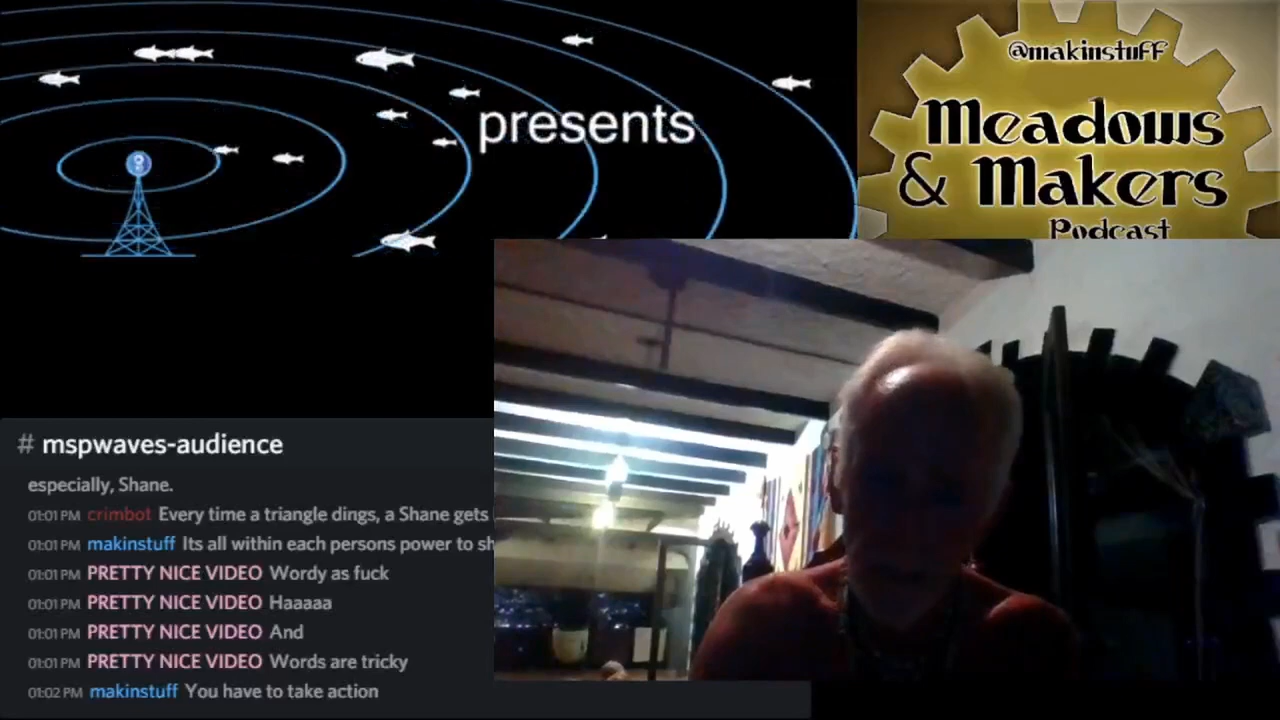 presents
@makinstuff
Meadows
& Makers
Podcast
# mspwaves-audience
especially, Shane.
01:01 PM crimbot Every time a triangle dings, a Shane gets
01:01 PM makinstuff Its all within each persons power to sh
01:01 PM PRETTY NICE VIDEO Wordy as fuck
01:01 PM PRETTY NICE VIDEO Haaaaa
01:01 PM PRETTY NICE VIDEO And
01:01 PM PRETTY NICE VIDEO Words are tricky
01:02 PM makinstuff You have to take action